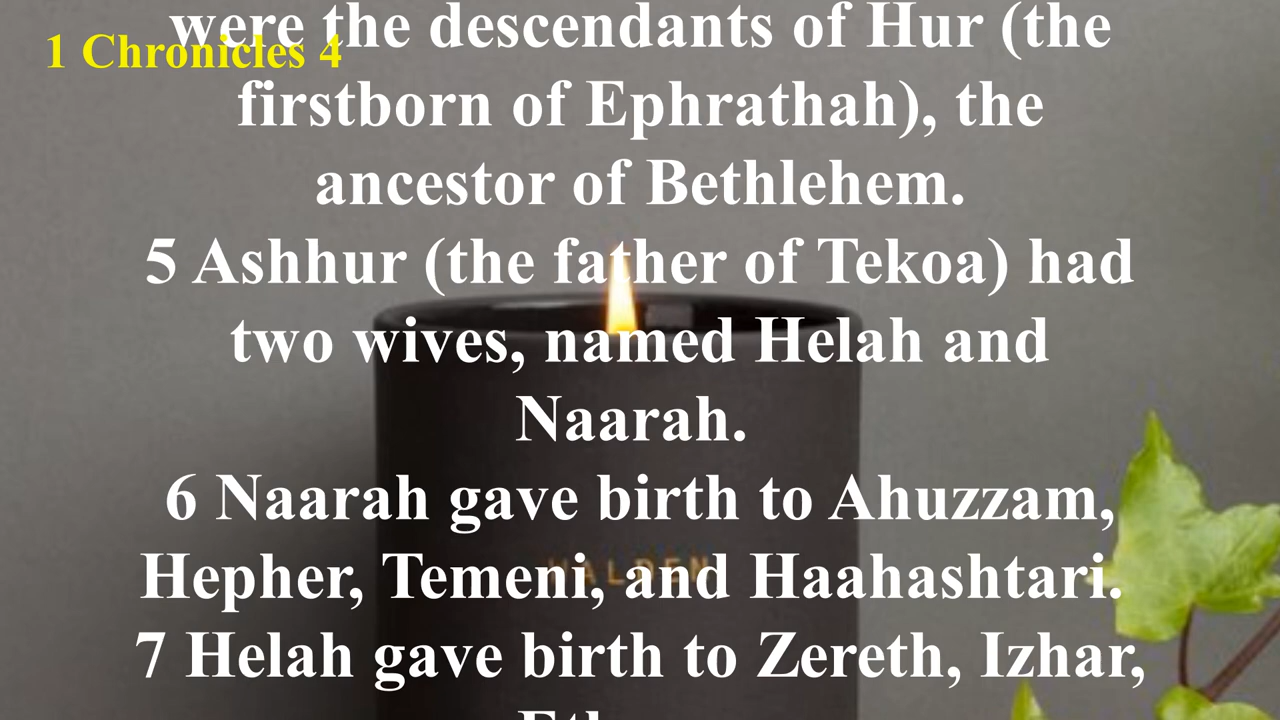 were the descendants of Hur (the
1 Chronicles 4
firstborn of Ephrathah), the
ancestor of Bethlehem.
5 Ashhur (the father of Tekoa) had
two wives, named Helah and
Naarah.
6 Naarah gave birth to Ahuzzam,
Hepher, Temeni, and Haahashtari.
7 Helah gave birth to Zereth, Izhar,